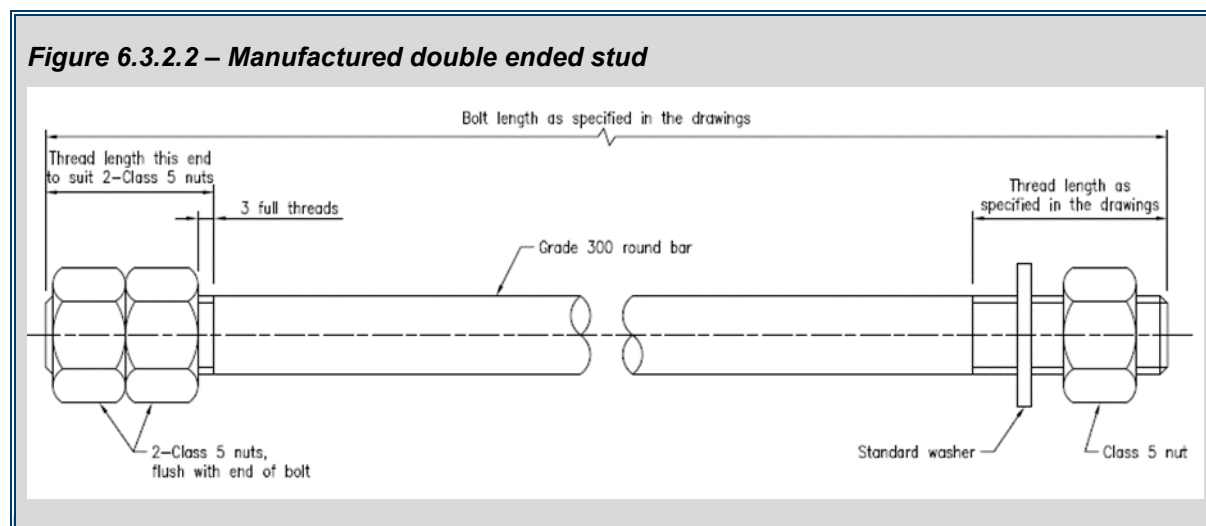 Figure 6.3.2.2 – Manufactured double ended stud
Bolt length as specified in the drawings
Thread length this end
to suit 2–Class 5 nuts
3 full threads
Thread length as
specified in the drawings
Grade 300 round bar
2–Class 5 nuts,
flush with end of bolt
Standard washer
Class 5 nut